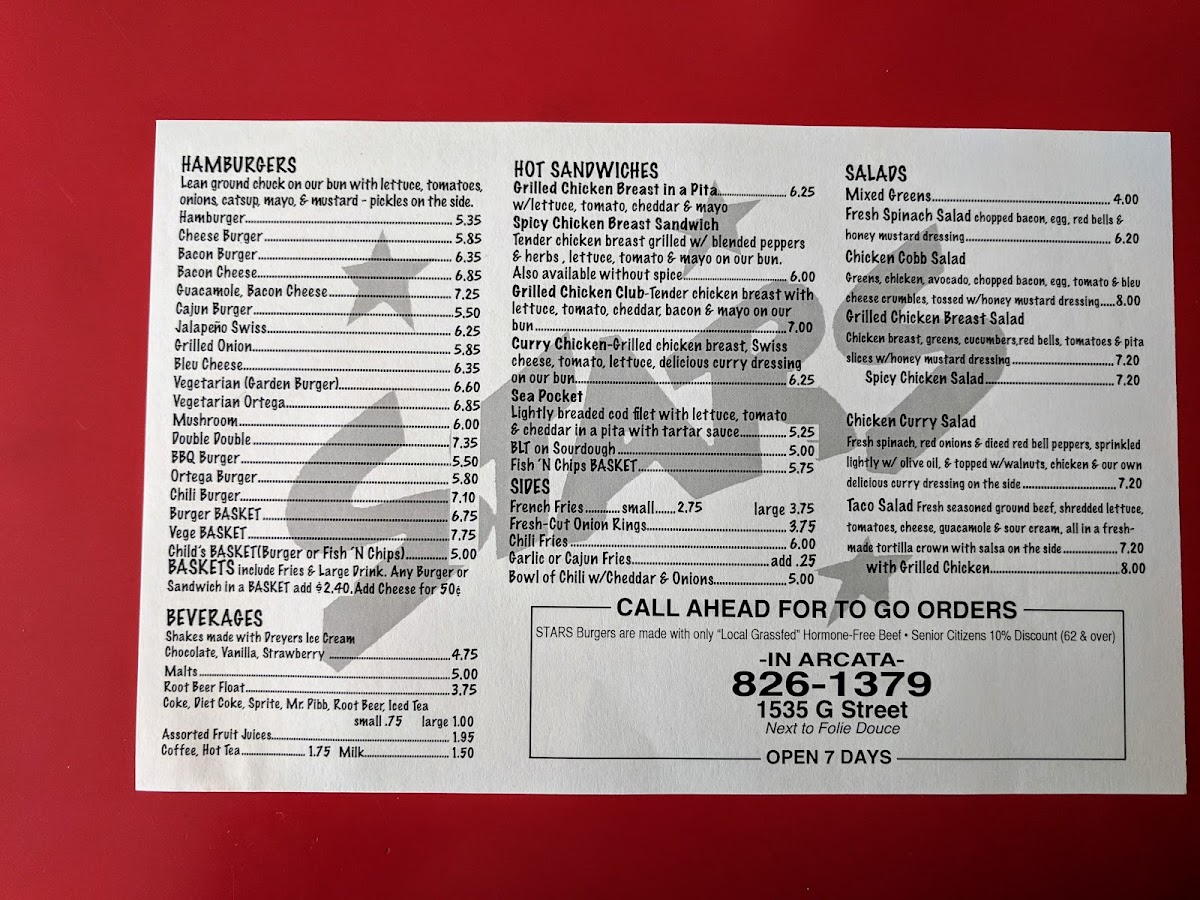 HAMBURGERS
Lean ground chuck on our bun with lettuce, tomatoes,
onions, catsup, mayo, & mustard - pickles on the side.
Hamburger 5.35
Cheese Burger 5.85
Bacon Burger 6.35
Bacon Cheese 6.85
Guacamole, Bacon Cheese 7.25
Cajun Burger 5.50
Jalapeño Swiss 6.25
Grilled Onion 5.85
Bleu Cheese 6.35
Vegetarian (Garden Burger) 6.60
Vegetarian Ortega 6.85
Mushroom 6.00
Double Double 7.35
BBQ Burger 5.50
Ortega Burger 5.80
Chili Burger 7.10
Burger BASKET 6.75
Vege BASKET 7.75
Child's BASKET(Burger or Fish 'N Chips) 5.00
BASKETS include Fries & Large Drink. Any Burger or
Sandwich in a BASKET add $2.40. Add Cheese for 50¢
BEVERAGES
Shakes made with Dreyers Ice Cream
Chocolate, Vanilla, Strawberry 4.75
Malts 5.00
Root Beer Float 3.75
Coke, Diet Coke, Sprite, Mr. Pibb, Root Beer, Iced Tea
small .75 large 1.00
Assorted Fruit Juices 1.95
Coffee, Hot Tea 1.75 Milk 1.50
HOT SANDWICHES
Grilled Chicken Breast in a Pita 6.25
w/lettuce, tomato, cheddar & mayo
Spicy Chicken Breast Sandwich
Tender chicken breast grilled w/ blended peppers
& herbs , lettuce, tomato & mayo on our bun.
Also available without spice 6.00
Grilled Chicken Club-Tender chicken breast with
lettuce, tomato, cheddar, bacon & mayo on our
bun 7.00
Curry Chicken-Grilled chicken breast, Swiss
cheese, tomato, lettuce, delicious curry dressing
on our bun 6.25
Sea Pocket
Lightly breaded cod filet with lettuce, tomato
& cheddar in a pita with tartar sauce 5.25
BLT on Sourdough 5.00
Fish 'N Chips BASKET 5.75
SIDES
French Fries small 2.75 large 3.75
Fresh-Cut Onion Rings 3.75
Chili Fries 6.00
Garlic or Cajun Fries add .25
Bowl of Chili w/Cheddar & Onions 5.00
SALADS
Mixed Greens 4.00
Fresh Spinach Salad chopped bacon, egg, red bells &
honey mustard dressing 6.20
Chicken Cobb Salad
Greens, chicken, avocado, chopped bacon, egg, tomato & bleu
cheese crumbles, tossed w/honey mustard dressing 8.00
Grilled Chicken Breast Salad
Chicken breast, greens, cucumbers,red bells, tomatoes & pita
slices w/honey mustard dressing 7.20
Spicy Chicken Salad 7.20
Chicken Curry Salad
Fresh spinach, red onions & diced red bell peppers, sprinkled
lightly w/ olive oil, & topped w/walnuts, chicken & our own
delicious curry dressing on the side 7.20
Taco Salad Fresh seasoned ground beef, shredded lettuce,
tomatoes, cheese, guacamole & sour cream, all in a fresh-
made tortilla crown with salsa on the side 7.20
with Grilled Chicken 8.00
STARS
CALL AHEAD FOR TO GO ORDERS
STARS Burgers are made with only "Local Grassfed" Hormone-Free Beef • Senior Citizens 10% Discount (62 & over)
-IN ARCATA-
826-1379
1535 G Street
Next to Folie Douce
OPEN 7 DAYS